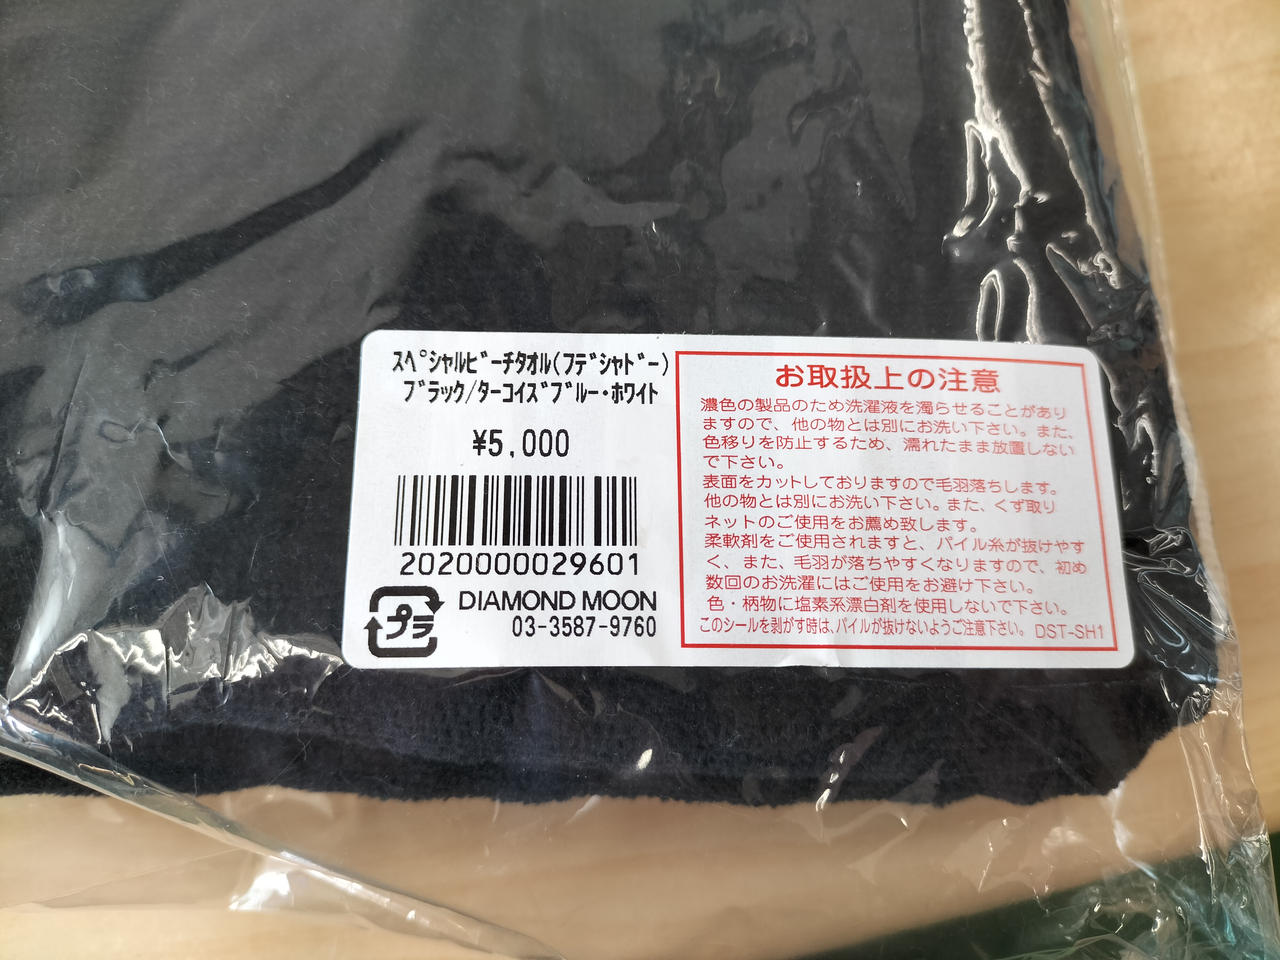 スペシャルビーチタオル(フデシャドー)
ブラック/ターコイズブルー・ホワイト
¥5,000
2020000029601
プラ
DIAMOND MOON
03-3587-9760
お取扱上の注意
濃色の製品のため洗濯液を濁らせることがあり
ますので、他の物とは別にお洗い下さい。また、
色移りを防止するため、濡れたまま放置しない
で下さい。
表面をカットしておりますので毛羽落ちします。
他の物とは別にお洗い下さい。また、くず取り
ネットのご使用をお薦め致します。
柔軟剤をご使用されますと、パイル糸が抜けやす
く、また、毛羽が落ちやすくなりますので、初め
数回のお洗濯にはご使用をお避け下さい。
色・柄物に塩素系漂白剤を使用しないで下さい。
このシールを剥がす時は、パイルが抜けないようご注意下さい。 DST-SH1